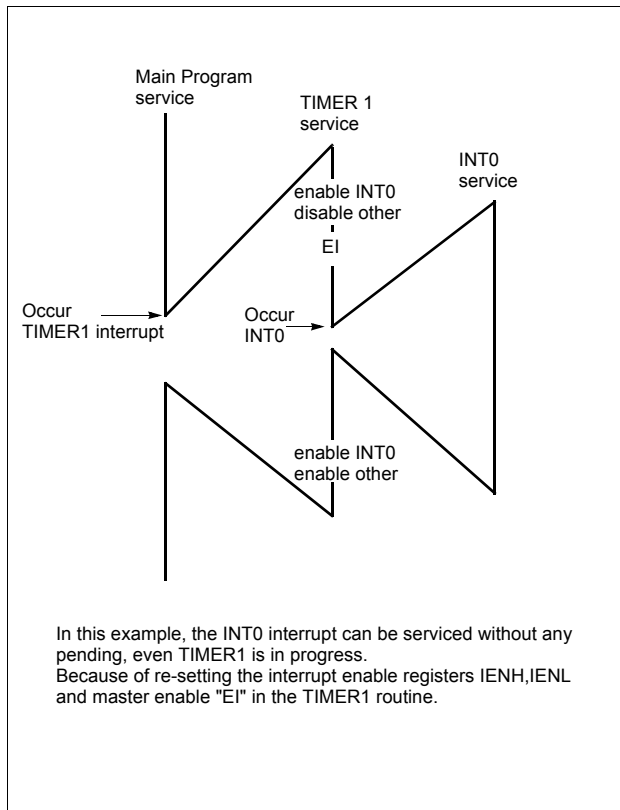 Main Program
service
TIMER 1
service
INT0
service
enable INT0
disable other
EI
Occur
TIMER1 interrupt
Occur
INT0
enable INT0
enable other
In this example, the INT0 interrupt can be serviced without any
pending, even TIMER1 is in progress.
Because of re-setting the interrupt enable registers IENH,IENL
and master enable "EI" in the TIMER1 routine.